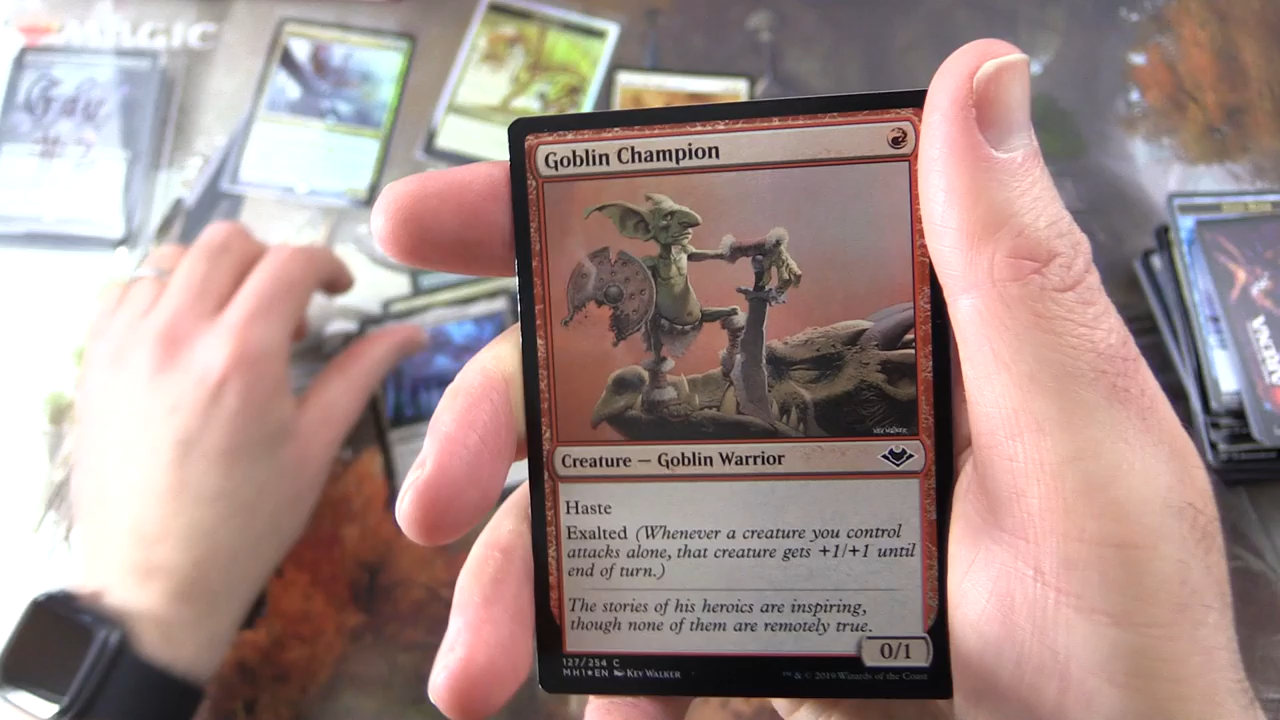 MAGIC
Goblin Champion
KEV WALKER
Creature — Goblin Warrior
Haste
Exalted (Whenever a creature you control
attacks alone, that creature gets +1/+1 until
end of turn.)
The stories of his heroics are inspiring,
though none of them are remotely true.
0/1
127/254 C
MH1★EN KEV WALKER
™ & © 2019 Wizards of the Coast